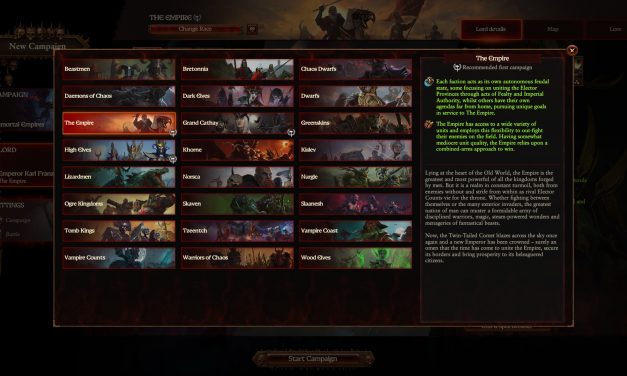 THE EMPIRE
Change Race
Lord details
Map
Lore
New Campaign
The Empire
Recommended first campaign
Beastmen
Bretonnia
Chaos Dwarfs
Daemons of Chaos
Dark Elves
Dwarfs
The Empire
Grand Cathay
Greenskins
High Elves
Khorne
Kislev
Lizardmen
Norsca
Nurgle
Ogre Kingdoms
Skaven
Slaanesh
Tomb Kings
Tzeentch
Vampire Coast
Vampire Counts
Warriors of Chaos
Wood Elves
Each faction acts as its own autonomous feudal
state, some focusing on uniting the Elector
Provinces through acts of Fealty and Imperial
Authority, whilst others have their own
agendas far from home, pursuing unique goals
in service to The Empire.
The Empire has access to a wide variety of
units and employs this flexibility to out-fight
their enemies on the field. Having somewhat
mediocre unit quality, the Empire relies upon a
combined-arms approach to win.
Lying at the heart of the Old World, the Empire is the
greatest and most powerful of all the kingdoms forged
by men. But it is a realm in constant turmoil, both from
enemies without and strife from within as rival Elector
Counts vie for the throne. Whether fighting between
themselves or the many exterior invaders, the greatest
nation of man can muster a formidable army of
disciplined warriors, magic, steam-powered wonders and
menageries of fantastical beasts.
Now, the Twin-Tailed Comet blazes across the sky once
again and a new Emperor has been crowned – surely an
omen that the time has come to unite the Empire, secure
its borders and bring prosperity to its beleaguered
citizens.
CAMPAIGN
mmortal Empires
LORD
Emperor Karl Franz
The Empire
SETTINGS
Campaign
Battle
Start Campaign